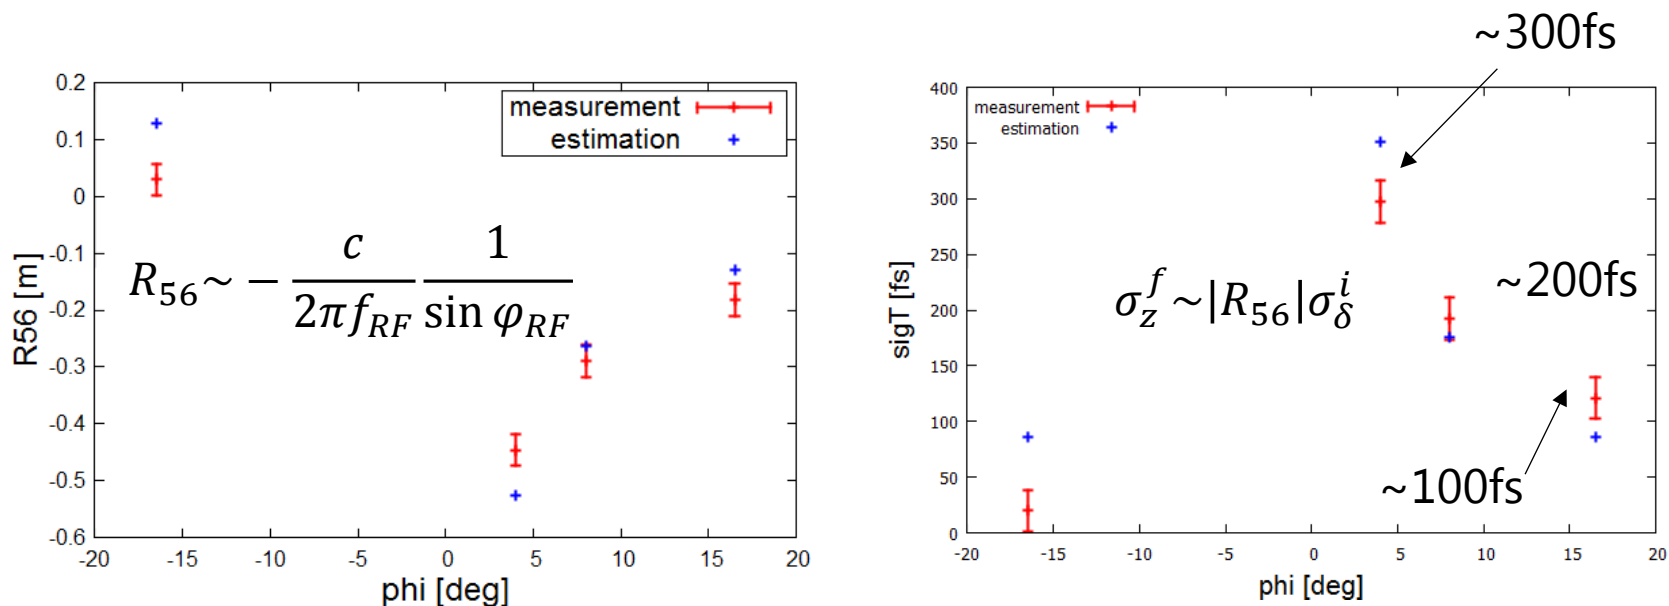 ~300fs
0.2
0.1
0
-0.1
-0.2
-0.3
-0.4
-0.5
-0.6
R56 [m]
measurement
estimation
R₅₆~ − c/(2πf_RF) 1/(sin φ_RF)
-20 -15 -10 -5 0 5 10 15 20
phi [deg]
400
350
300
250
200
150
100
50
0
sigT [fs]
measurement
estimation
σ_z^f~|R₅₆|σ_δ^i
~200fs
~100fs
-20 -15 -10 -5 0 5 10 15 20
phi [deg]